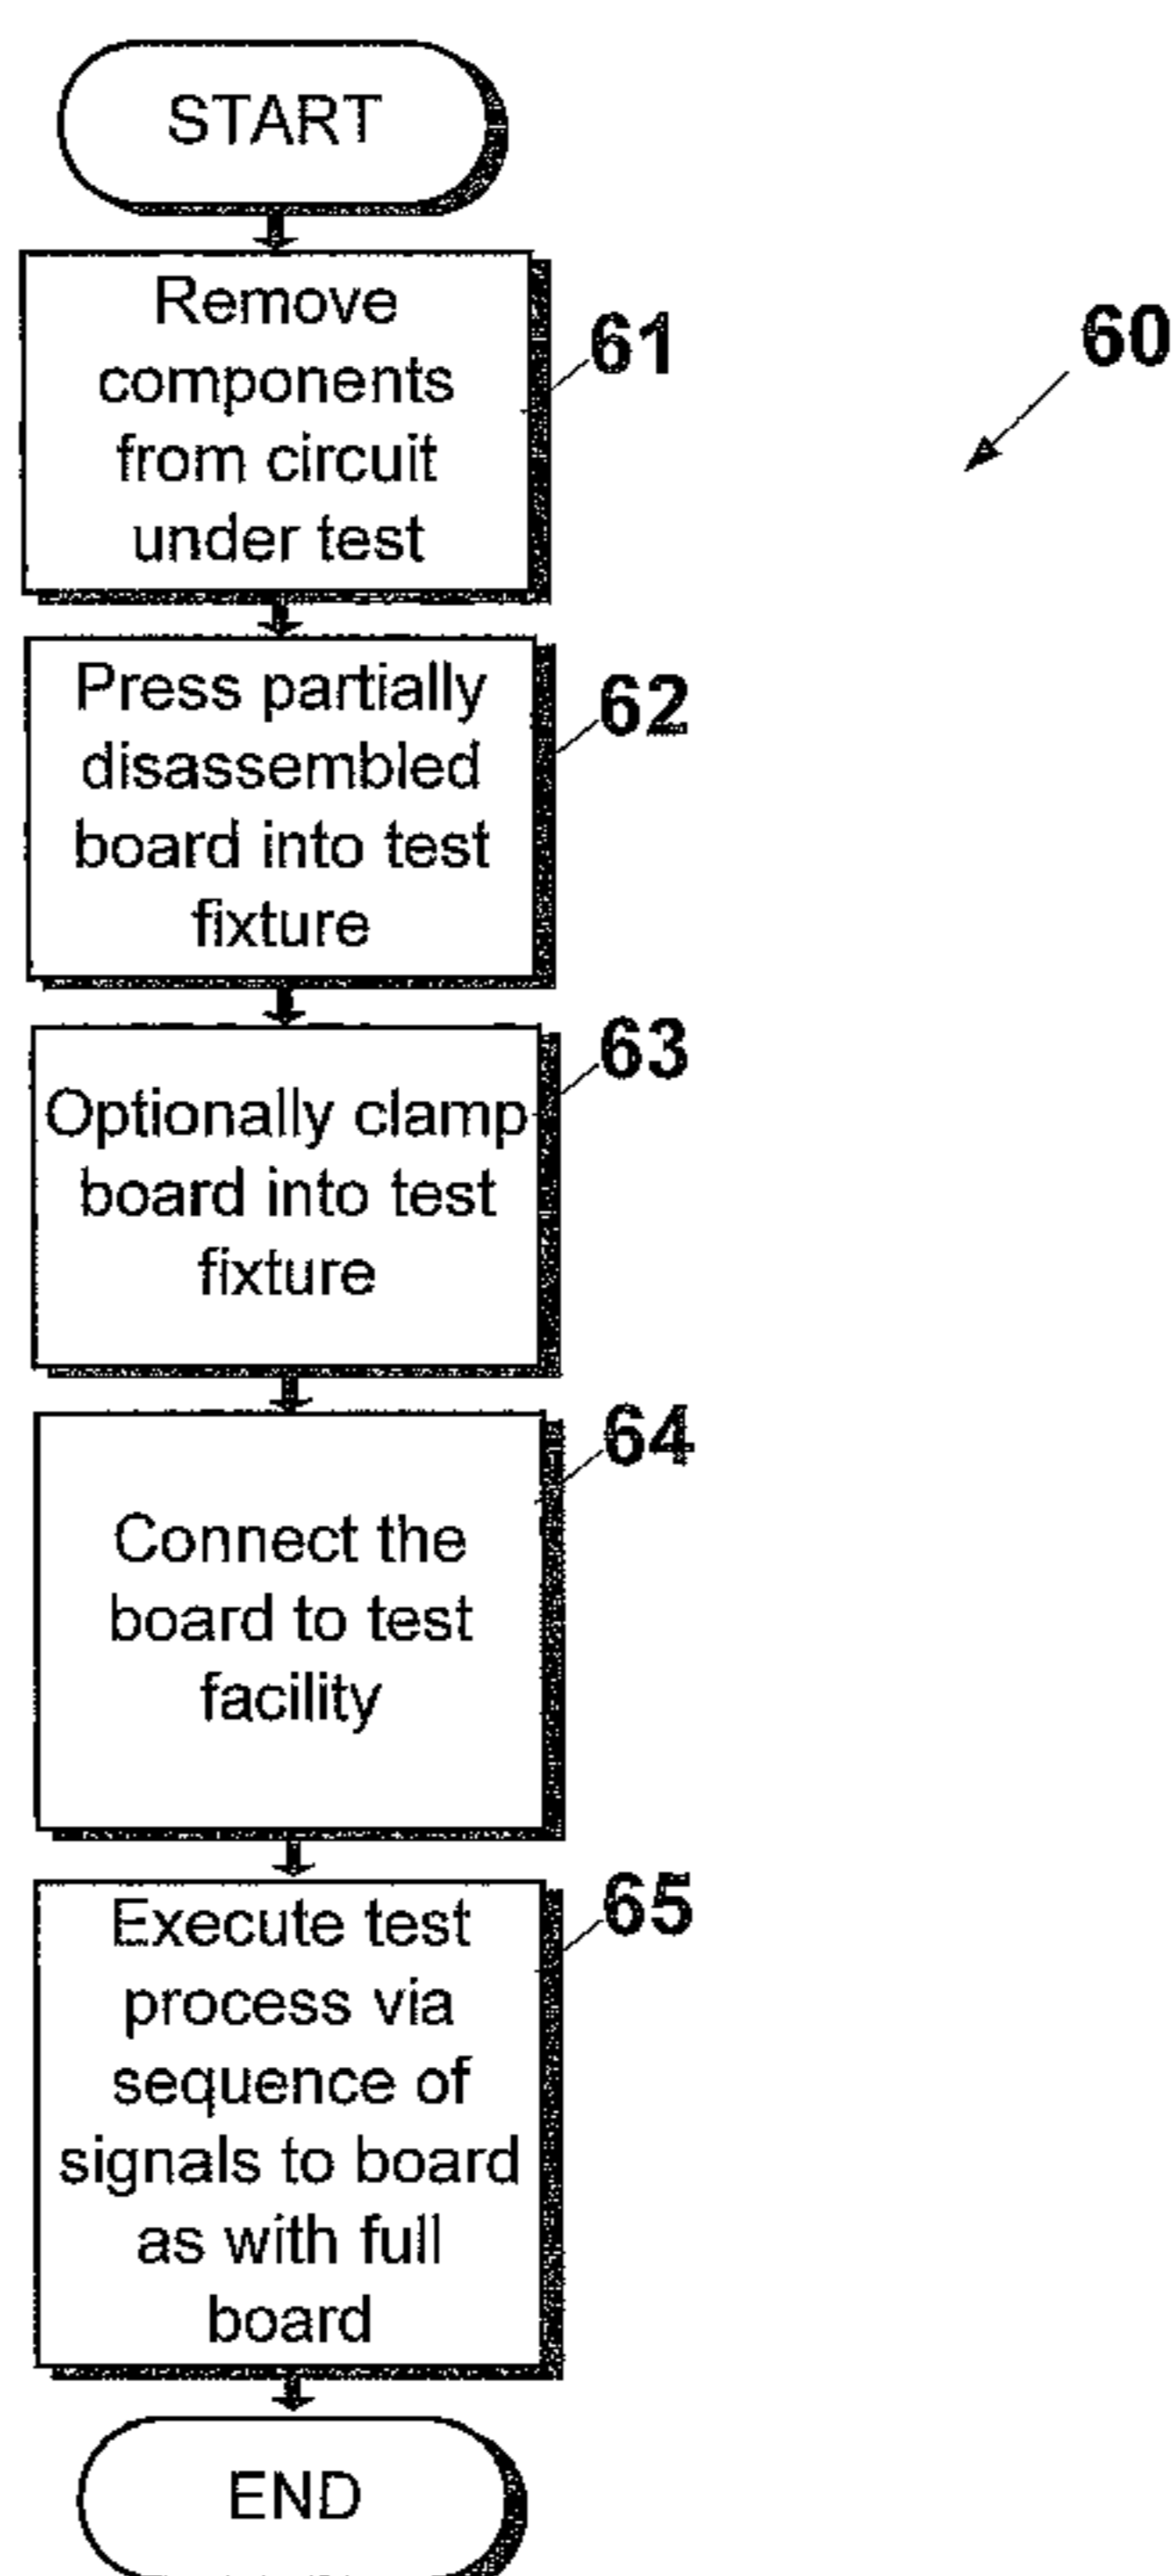 START
Remove
components
from circuit
under test
61
60
Press partially
disassembled
board into test
fixture
62
Optionally clamp
board into test
fixture
63
Connect the
board to test
facility
64
Execute test
process via
sequence of
signals to board
as with full
board
65
END